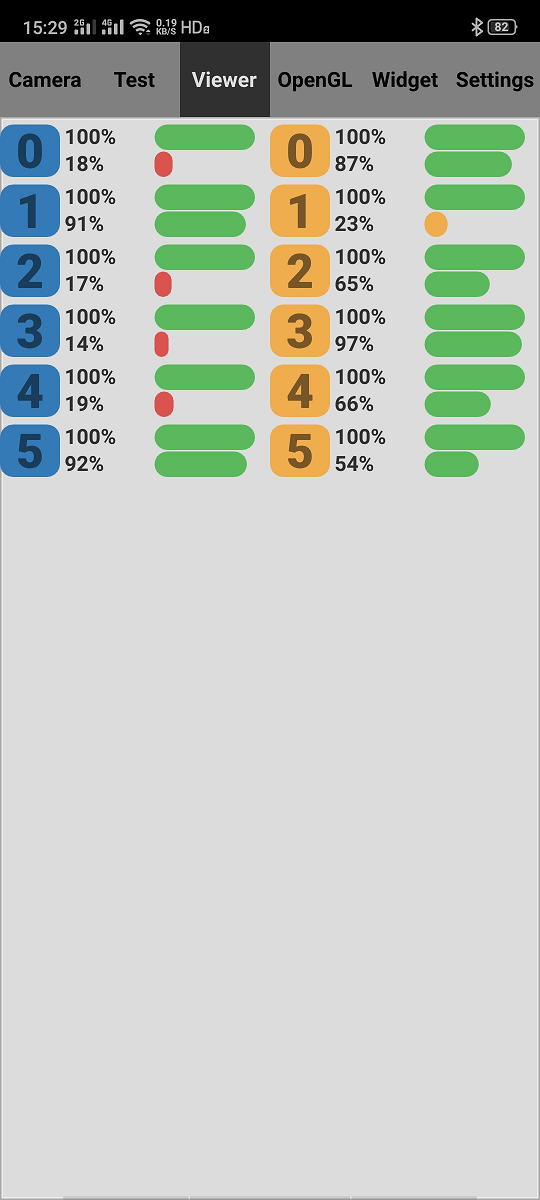 15:29 2G 4G 0.19 KB/S HD 82
Camera Test Viewer OpenGL Widget Settings
0 100% 18% 0 100% 87%
1 100% 91% 1 100% 23%
2 100% 17% 2 100% 65%
3 100% 14% 3 100% 97%
4 100% 19% 4 100% 66%
5 100% 92% 5 100% 54%